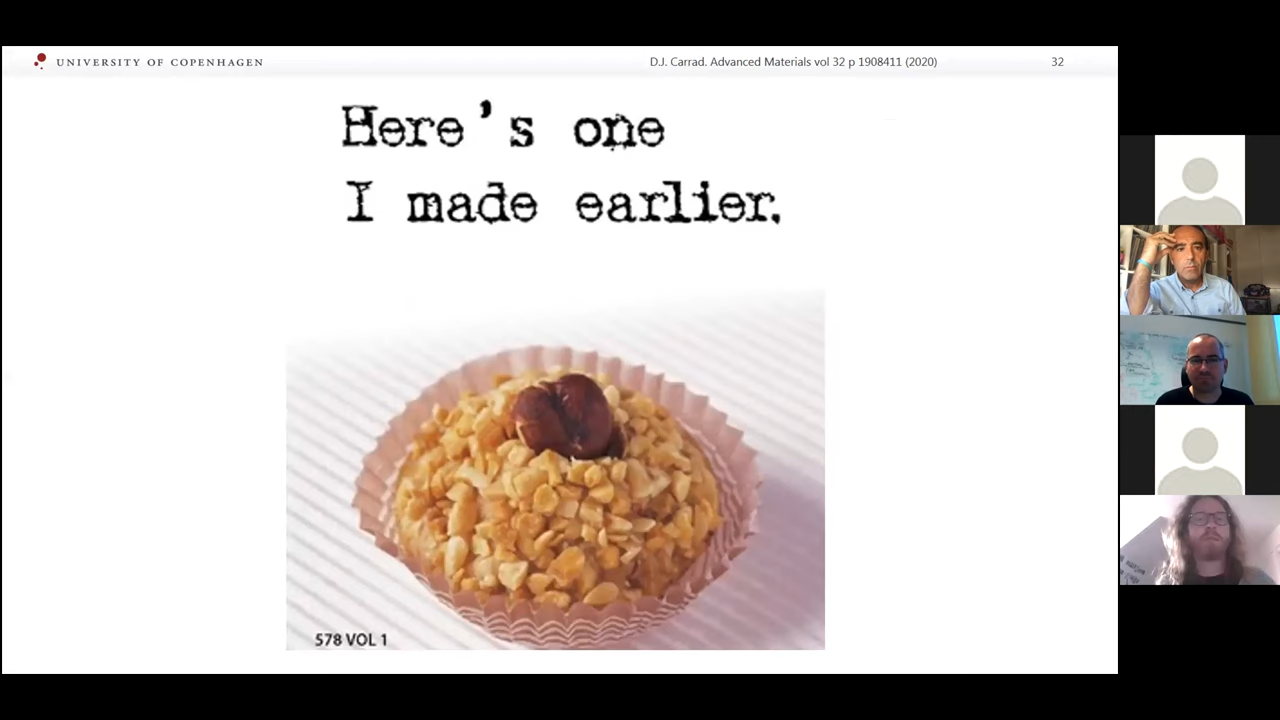 UNIVERSITY OF COPENHAGEN
D.J. Carrad. Advanced Materials vol 32 p 1908411 (2020)
32
Here's one
I made earlier.
578 VOL 1